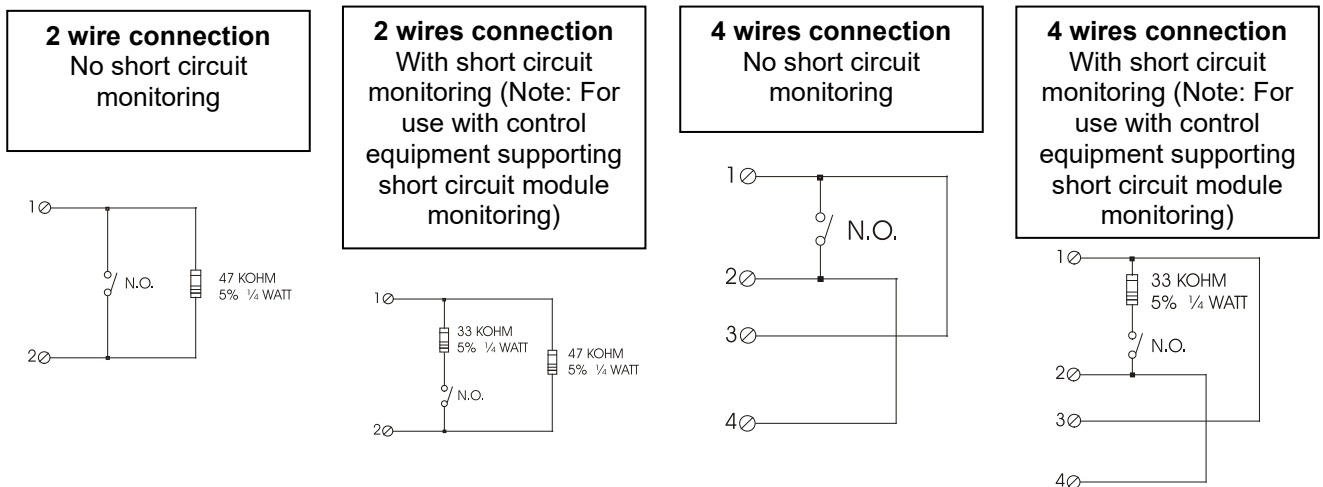 2 wire connection
No short circuit
monitoring
1
N.O.
47 KOHM
5% ¼ WATT
2
2 wires connection
With short circuit
monitoring (Note: For
use with control
equipment supporting
short circuit module
monitoring)
1
33 KOHM
5% ¼ WATT
47 KOHM
5% ¼ WATT
N.O.
2
4 wires connection
No short circuit
monitoring
1
N.O.
2
3
4
4 wires connection
With short circuit
monitoring (Note: For
use with control
equipment supporting
short circuit module
monitoring)
1
33 KOHM
5% ¼ WATT
N.O.
2
3
4